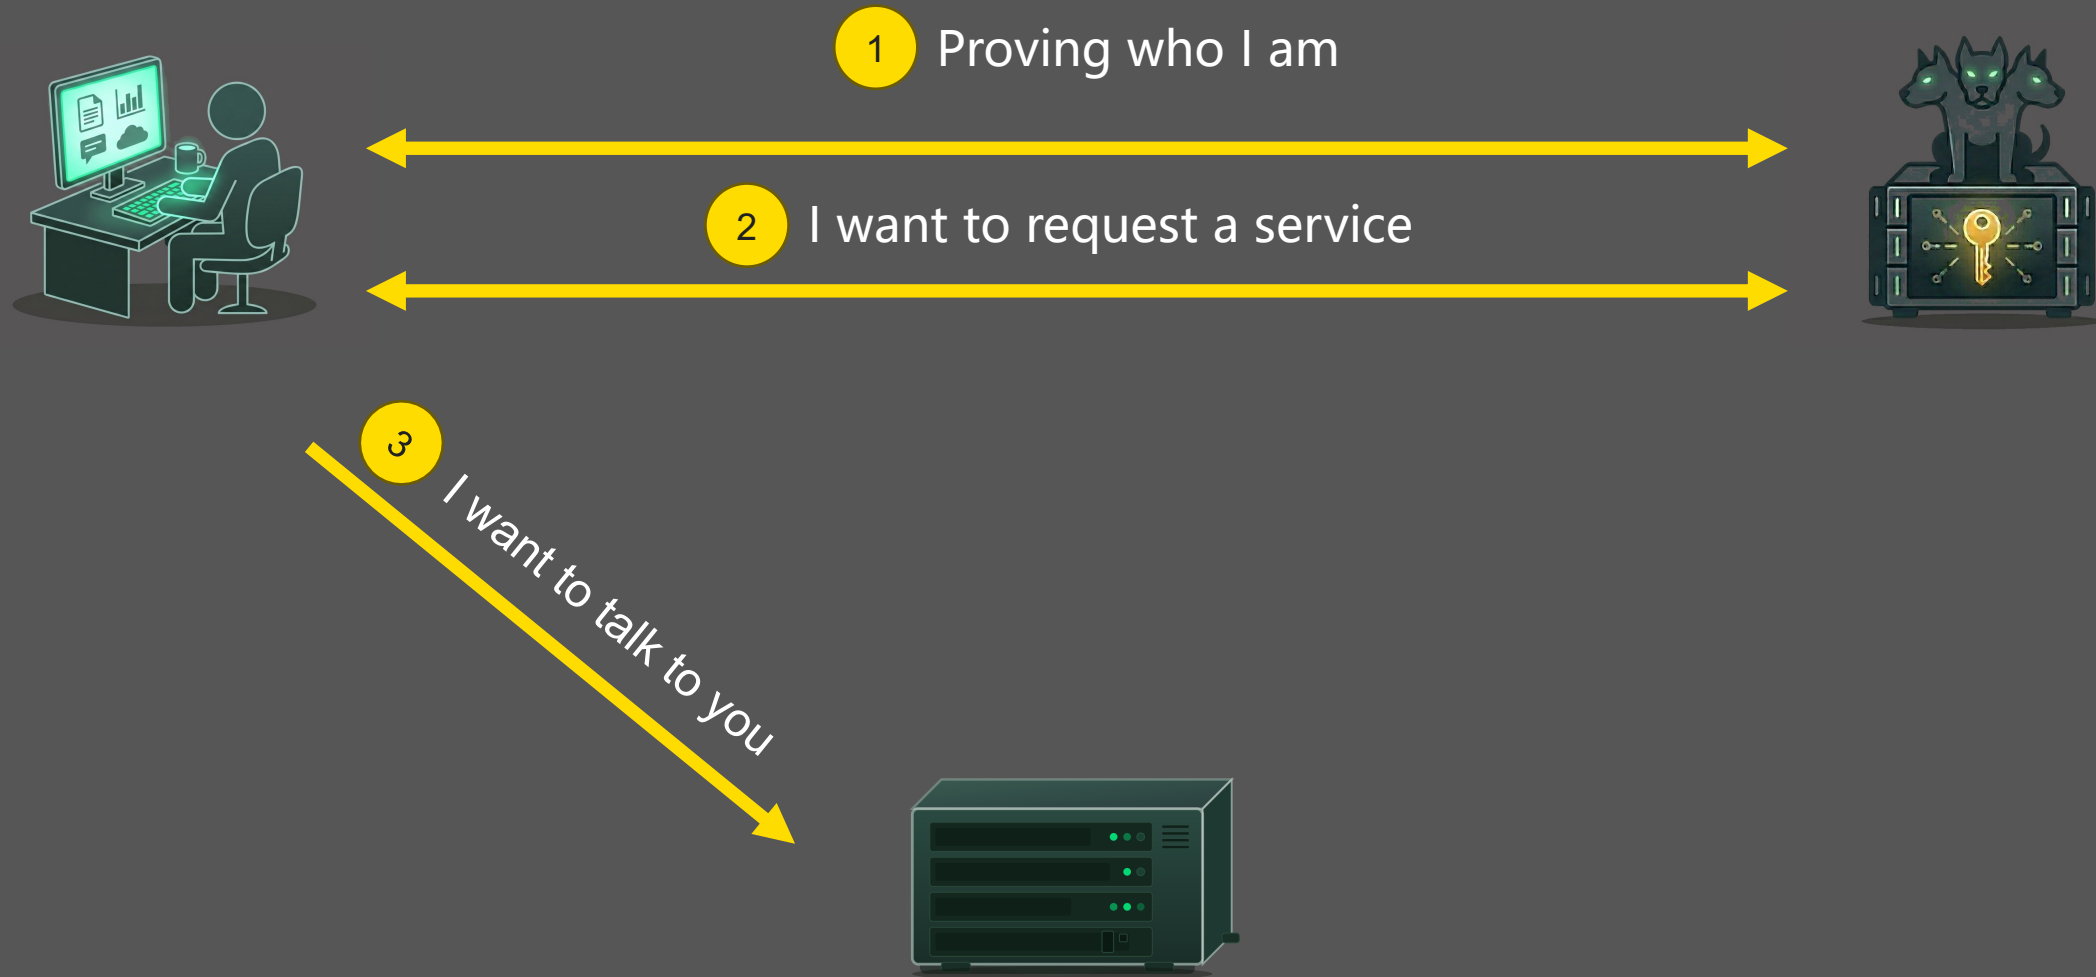 1 Proving who I am
2 I want to request a service
3 I want to talk to you